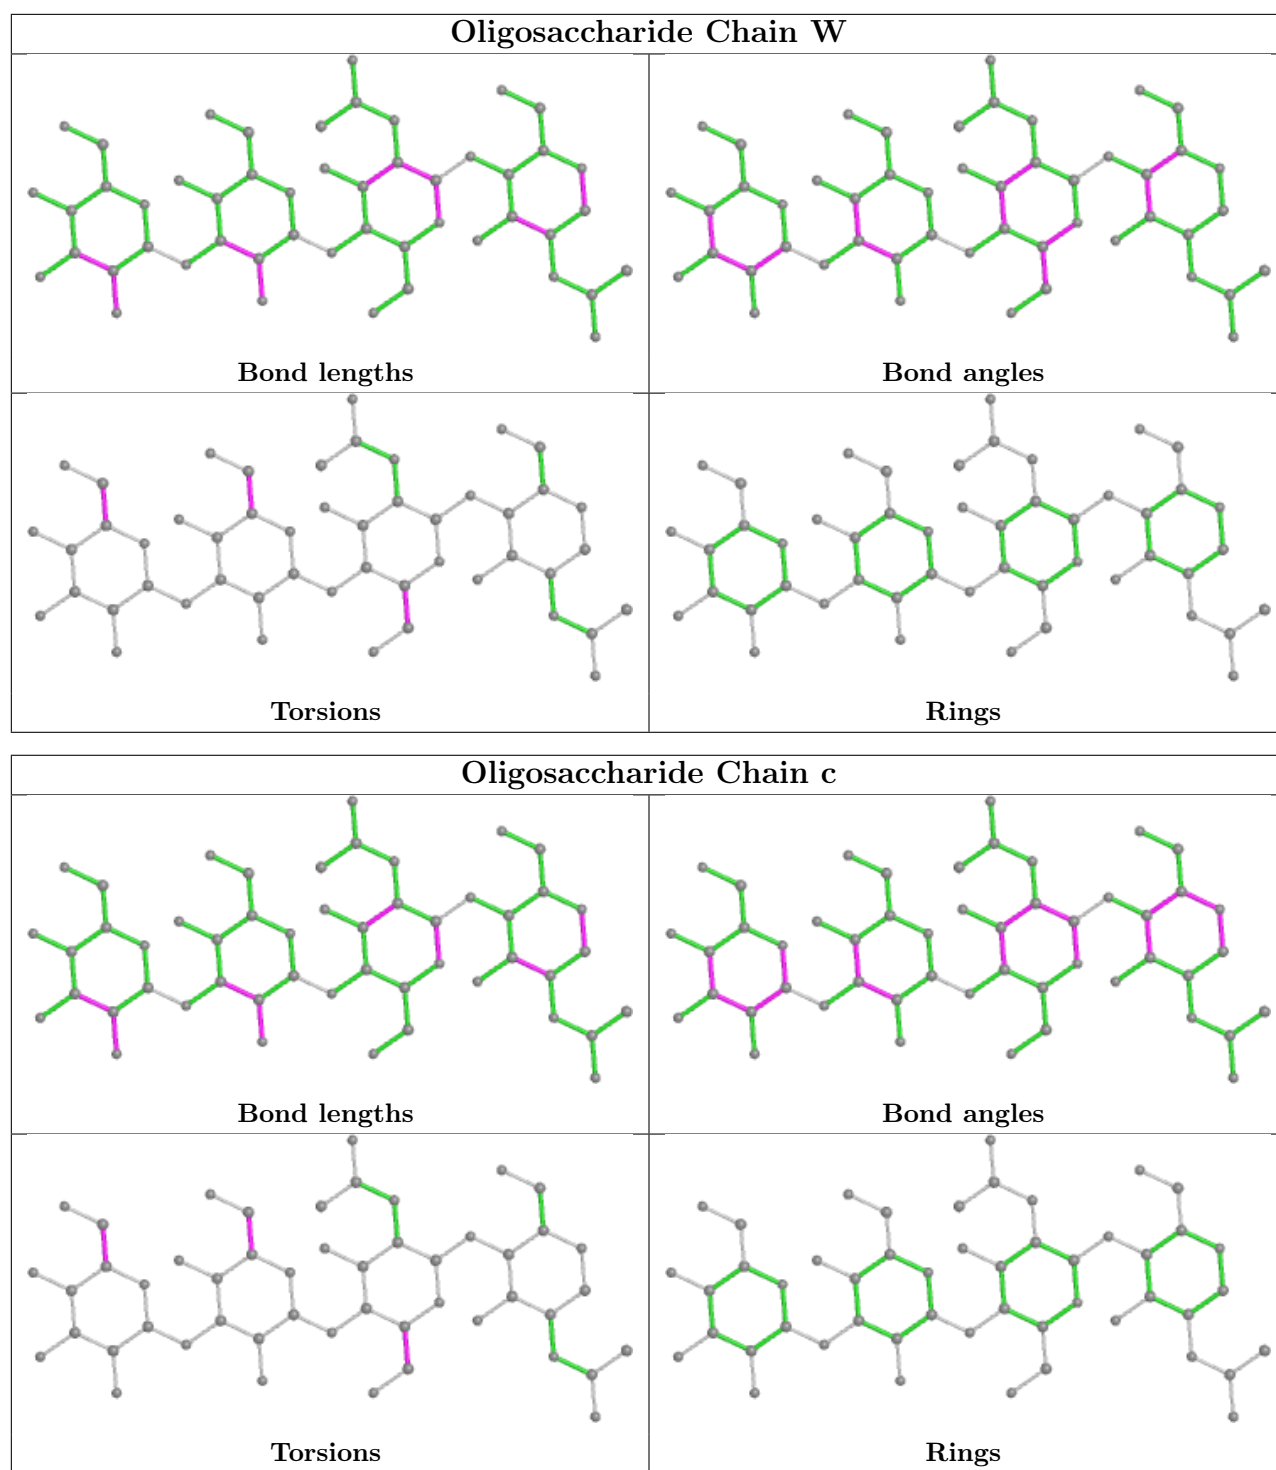 Oligosaccharide Chain W
Bond lengths
Bond angles
Torsions
Rings
Oligosaccharide Chain c
Bond lengths
Bond angles
Torsions
Rings